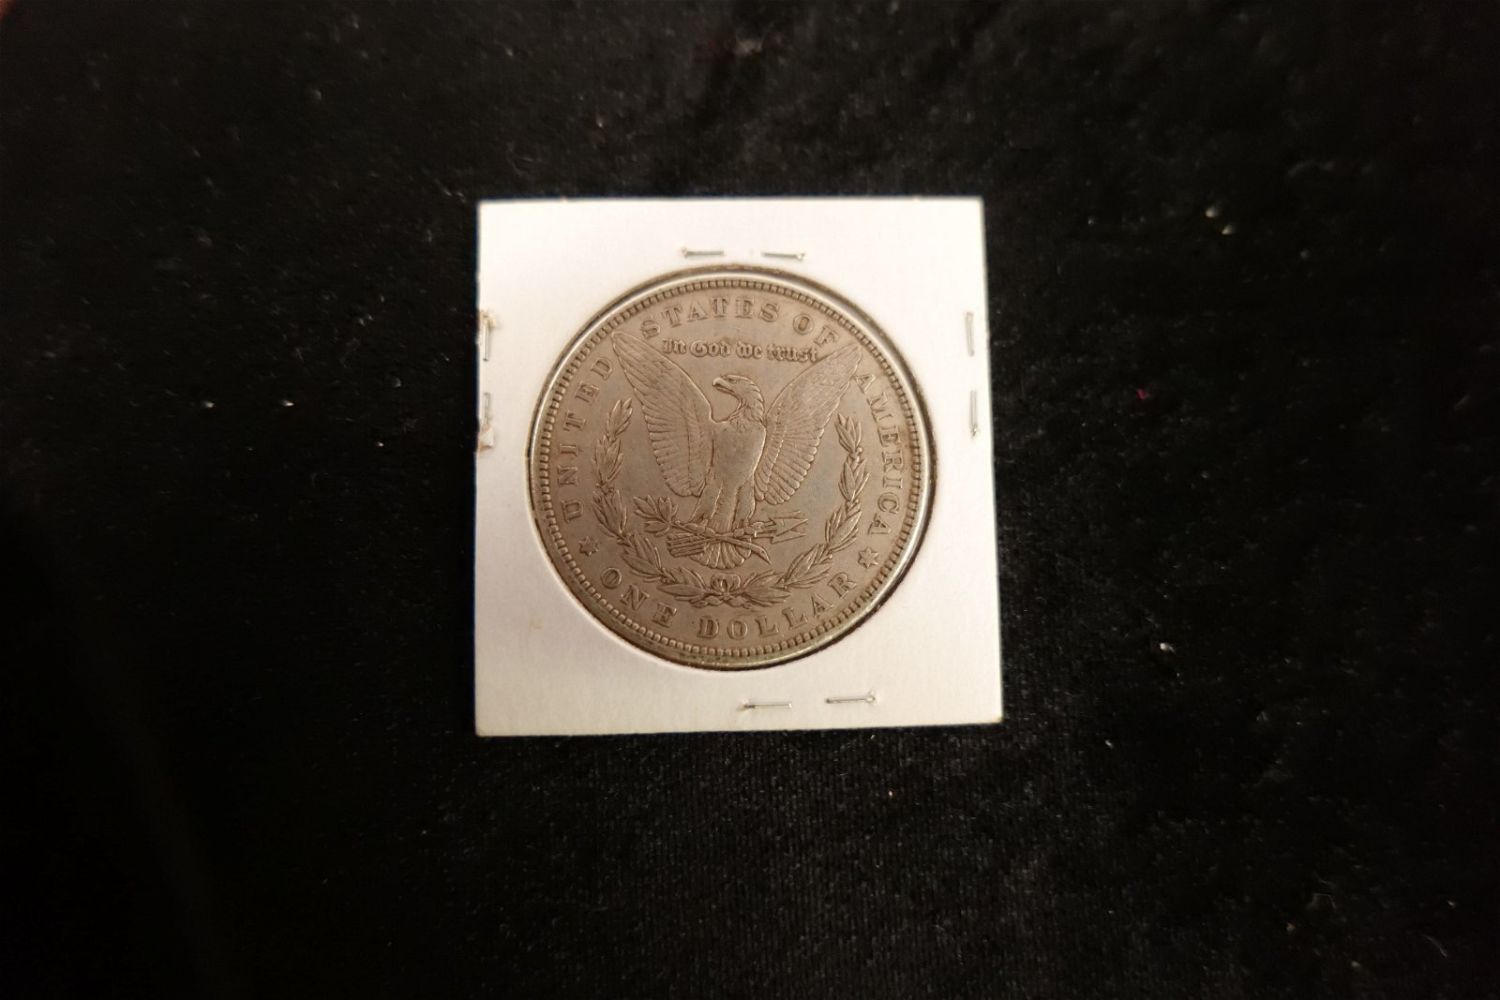 UNITED STATES OF AMERICA
In God we trust
ONE DOLLAR